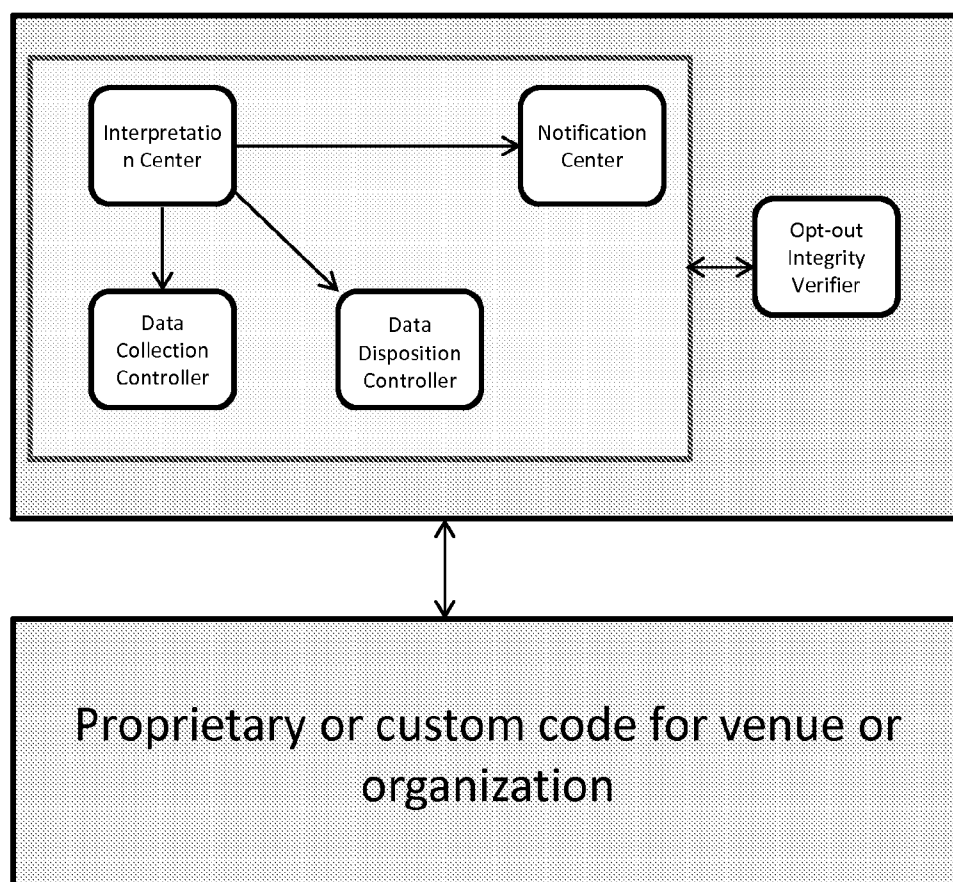 Interpretatio
n Center
Notification
Center
Opt-out
Integrity
Verifier
Data
Collection
Controller
Data
Disposition
Controller
Proprietary or custom code for venue or
organization